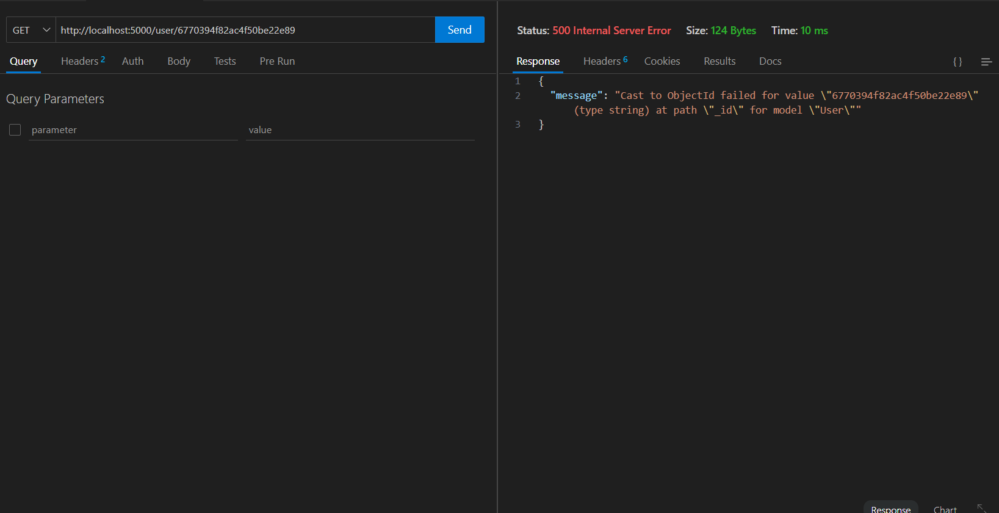 GET
http://localhost:5000/user/6770394f82ac4f50be22e89
Send
Query
Headers 2
Auth
Body
Tests
Pre Run
Query Parameters
parameter
value
Status: 500 Internal Server Error
Size: 124 Bytes
Time: 10 ms
Response
Headers 6
Cookies
Results
Docs
{}
1 {
2 "message": "Cast to ObjectId failed for value \"6770394f82ac4f50be22e89\"
(type string) at path \"_id\" for model \"User\""
3 }
Response
Chart